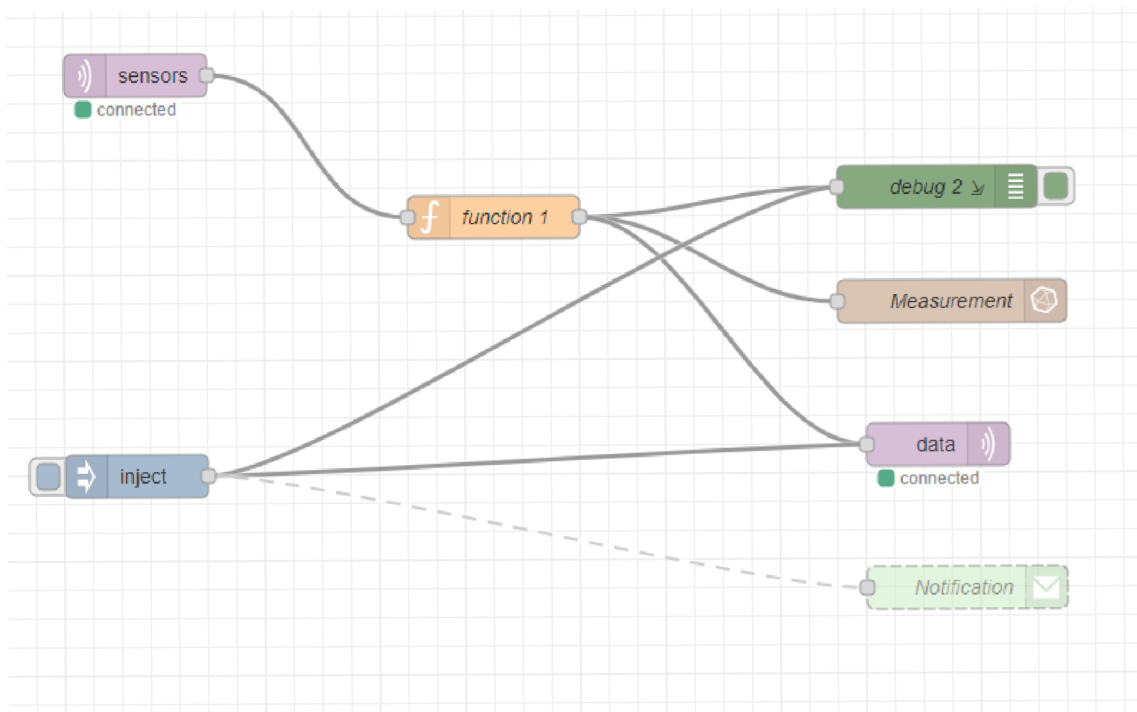 sensors
connected
function 1
debug 2
Measurement
inject
data
connected
Notification